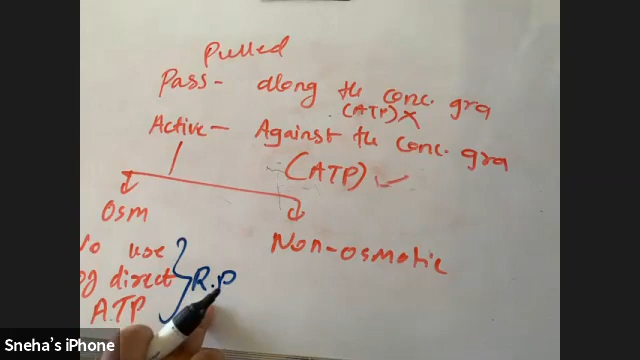 Pulled
Pass - along the conc. gra
(ATP)X
Active - Against the conc. gra
(ATP) ✓
Osm
Non-osmotic
No use
of direct
ATP
R.P
Sneha's iPhone